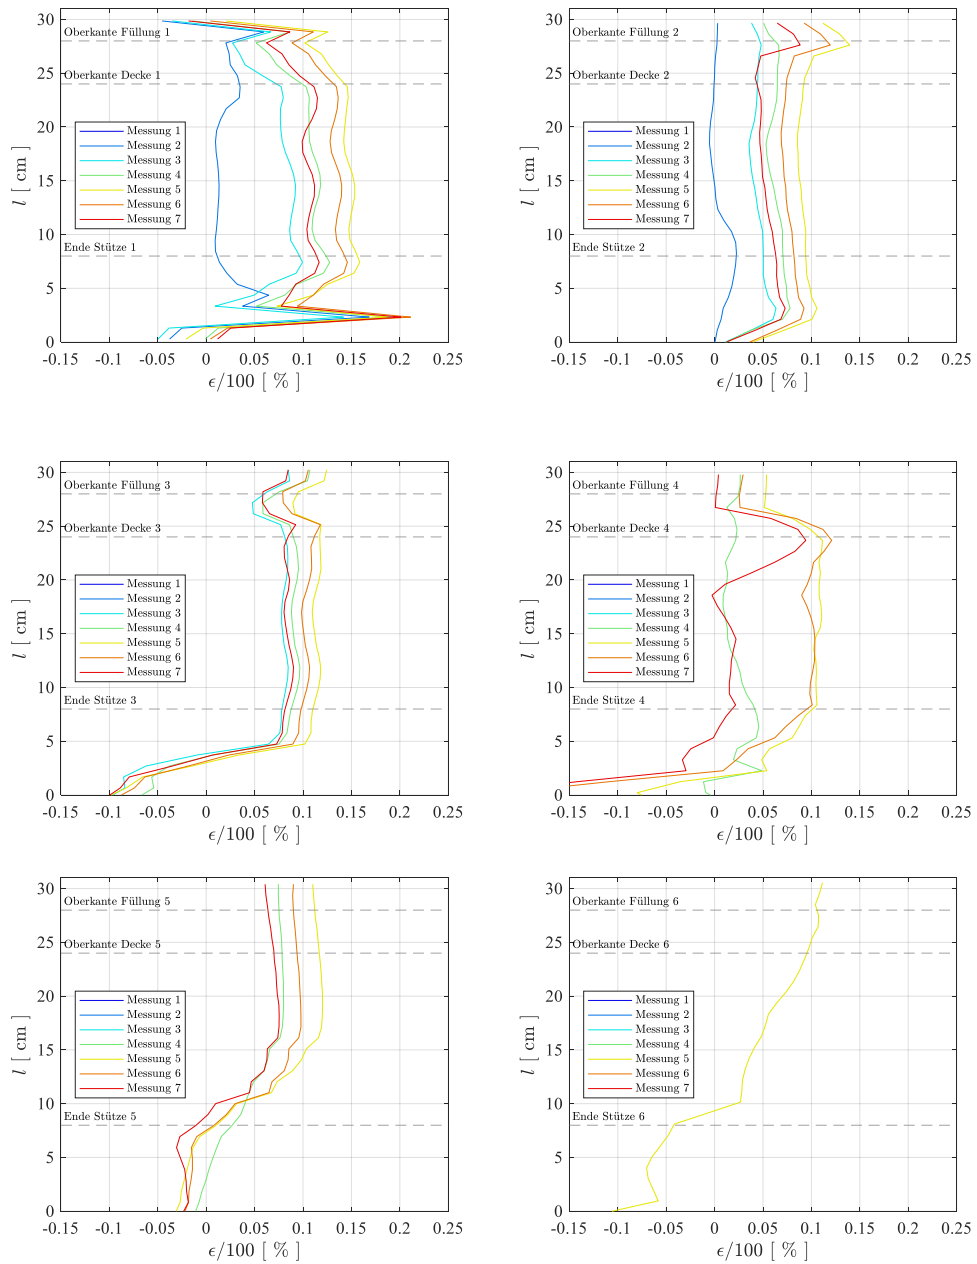 30
25
20
15
10
5
0
l [ cm ]
Oberkante Füllung 1
Oberkante Decke 1
Messung 1
Messung 2
Messung 3
Messung 4
Messung 5
Messung 6
Messung 7
Ende Stütze 1
-0.15 -0.1 -0.05 0 0.05 0.1 0.15 0.2 0.25
ϵ/100 [ % ]
30
25
20
15
10
5
0
l [ cm ]
Oberkante Füllung 2
Oberkante Decke 2
Messung 1
Messung 2
Messung 3
Messung 4
Messung 5
Messung 6
Messung 7
Ende Stütze 2
-0.15 -0.1 -0.05 0 0.05 0.1 0.15 0.2 0.25
ϵ/100 [ % ]
30
25
20
15
10
5
0
l [ cm ]
Oberkante Füllung 3
Oberkante Decke 3
Messung 1
Messung 2
Messung 3
Messung 4
Messung 5
Messung 6
Messung 7
Ende Stütze 3
-0.15 -0.1 -0.05 0 0.05 0.1 0.15 0.2 0.25
ϵ/100 [ % ]
30
25
20
15
10
5
0
l [ cm ]
Oberkante Füllung 4
Oberkante Decke 4
Messung 1
Messung 2
Messung 3
Messung 4
Messung 5
Messung 6
Messung 7
Ende Stütze 4
-0.15 -0.1 -0.05 0 0.05 0.1 0.15 0.2 0.25
ϵ/100 [ % ]
30
25
20
15
10
5
0
l [ cm ]
Oberkante Füllung 5
Oberkante Decke 5
Messung 1
Messung 2
Messung 3
Messung 4
Messung 5
Messung 6
Messung 7
Ende Stütze 5
-0.15 -0.1 -0.05 0 0.05 0.1 0.15 0.2 0.25
ϵ/100 [ % ]
30
25
20
15
10
5
0
l [ cm ]
Oberkante Füllung 6
Oberkante Decke 6
Messung 1
Messung 2
Messung 3
Messung 4
Messung 5
Messung 6
Messung 7
Ende Stütze 6
-0.15 -0.1 -0.05 0 0.05 0.1 0.15 0.2 0.25
ϵ/100 [ % ]